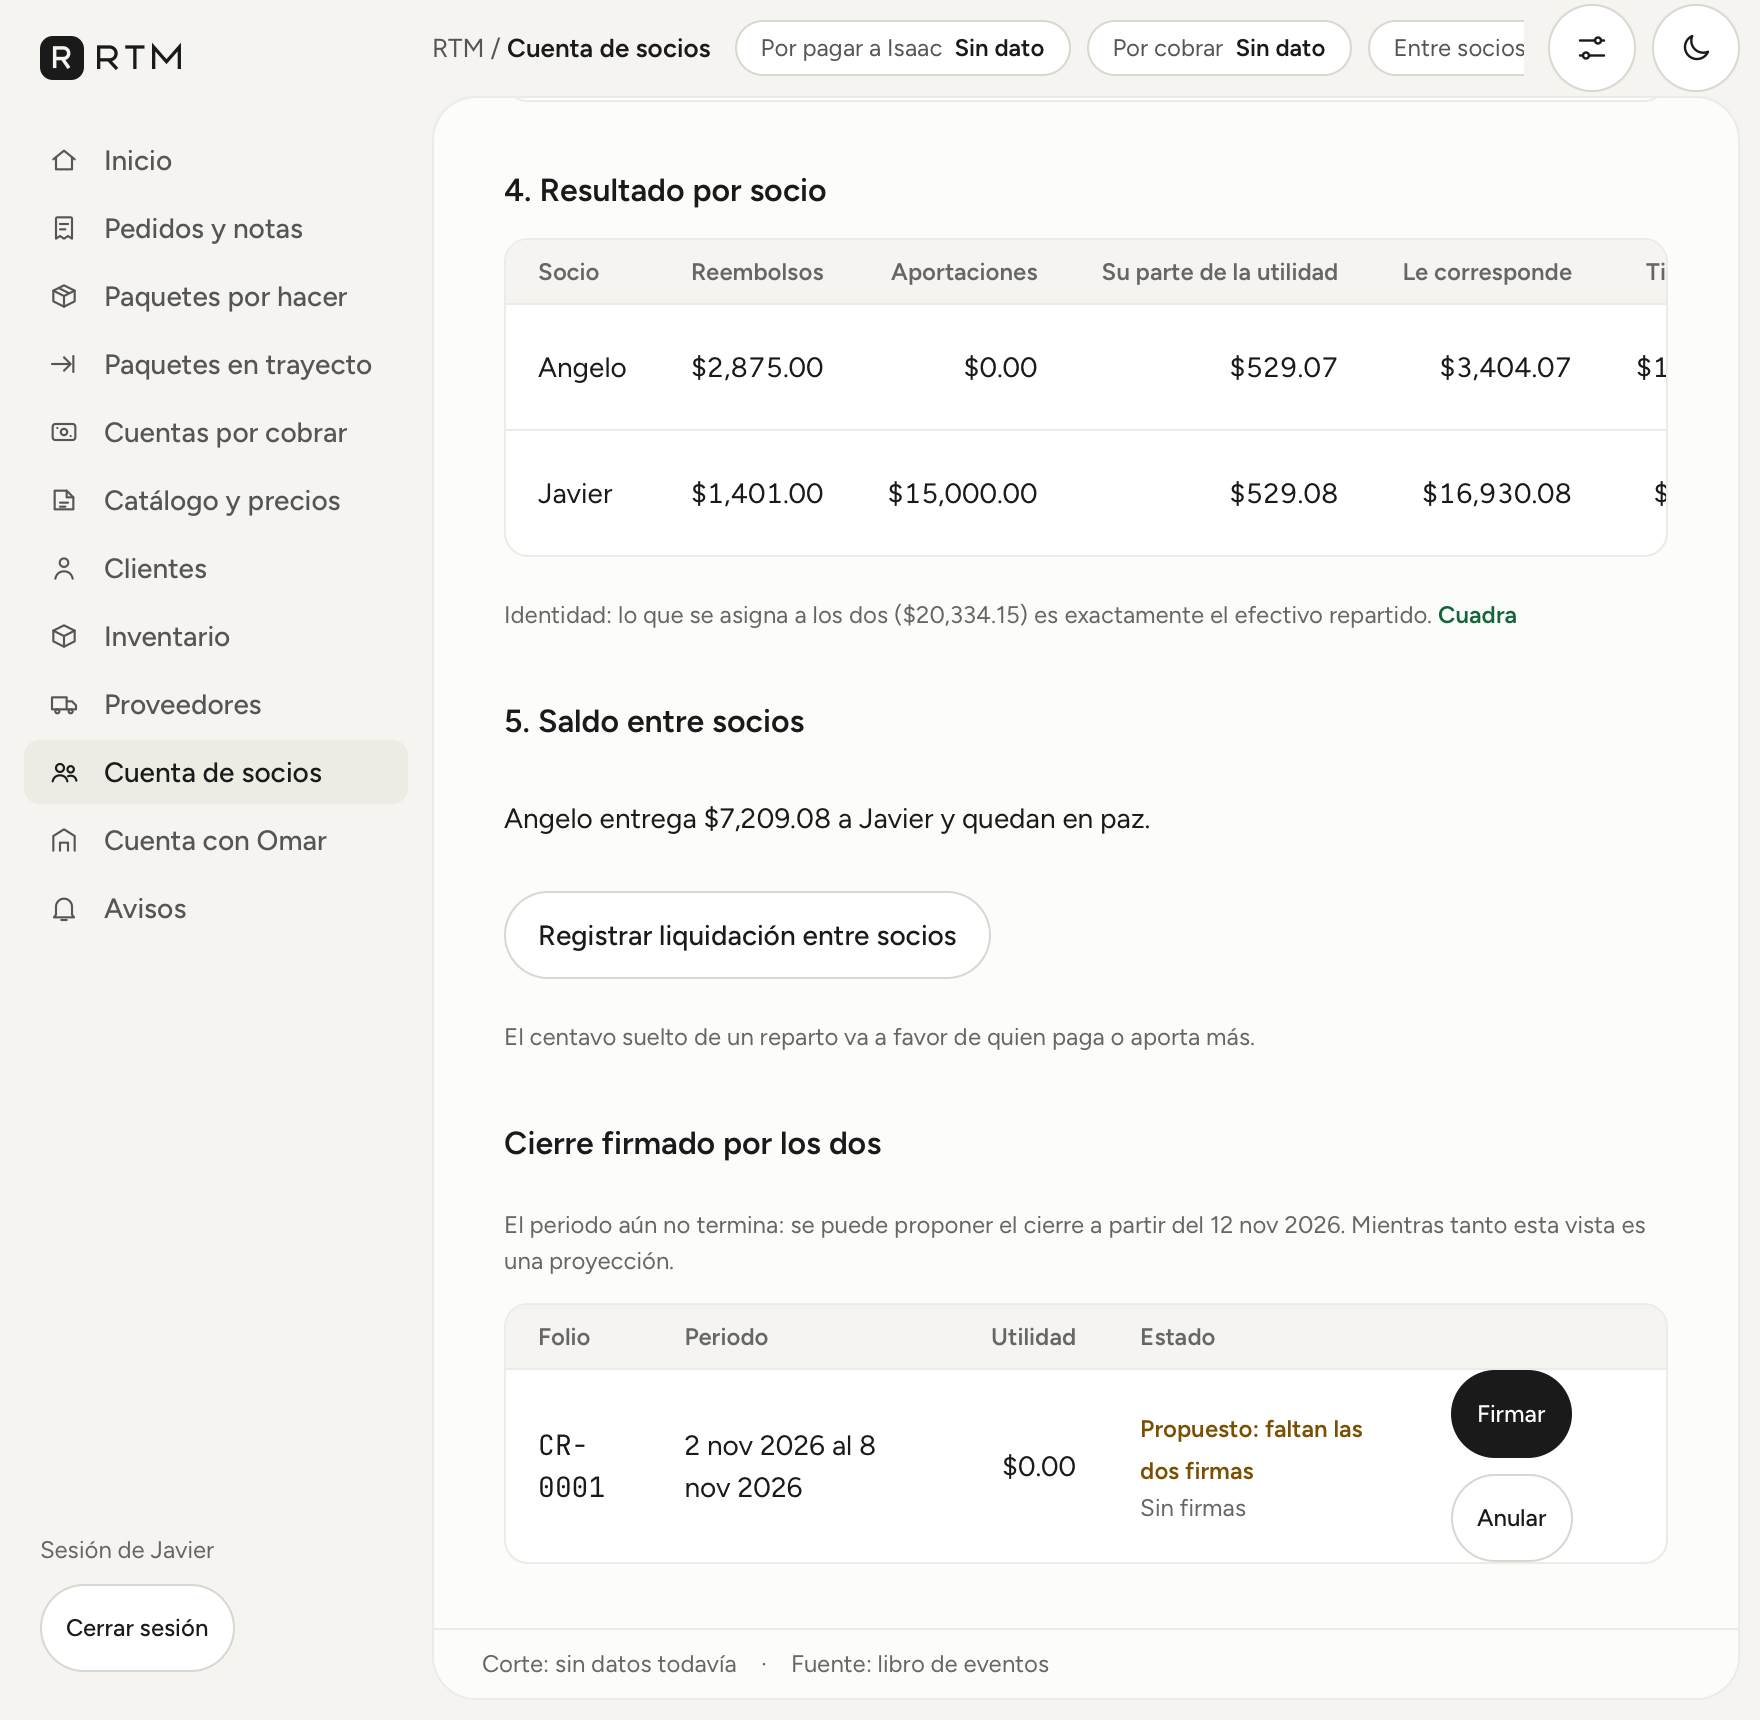 R RTM
RTM / Cuenta de socios
Por pagar a Isaac Sin dato
Por cobrar Sin dato
Entre socios
Inicio
Pedidos y notas
Paquetes por hacer
Paquetes en trayecto
Cuentas por cobrar
Catálogo y precios
Clientes
Inventario
Proveedores
Cuenta de socios
Cuenta con Omar
Avisos
Sesión de Javier
Cerrar sesión
4. Resultado por socio
Socio Reembolsos Aportaciones Su parte de la utilidad Le corresponde Ti
Angelo $2,875.00 $0.00 $529.07 $3,404.07 $1
Javier $1,401.00 $15,000.00 $529.08 $16,930.08 $
Identidad: lo que se asigna a los dos ($20,334.15) es exactamente el efectivo repartido. Cuadra
5. Saldo entre socios
Angelo entrega $7,209.08 a Javier y quedan en paz.
Registrar liquidación entre socios
El centavo suelto de un reparto va a favor de quien paga o aporta más.
Cierre firmado por los dos
El periodo aún no termina: se puede proponer el cierre a partir del 12 nov 2026. Mientras tanto esta vista es
una proyección.
Folio Periodo Utilidad Estado
CR-
0001
2 nov 2026 al 8
nov 2026
$0.00
Propuesto: faltan las
dos firmas
Sin firmas
Firmar
Anular
Corte: sin datos todavía · Fuente: libro de eventos